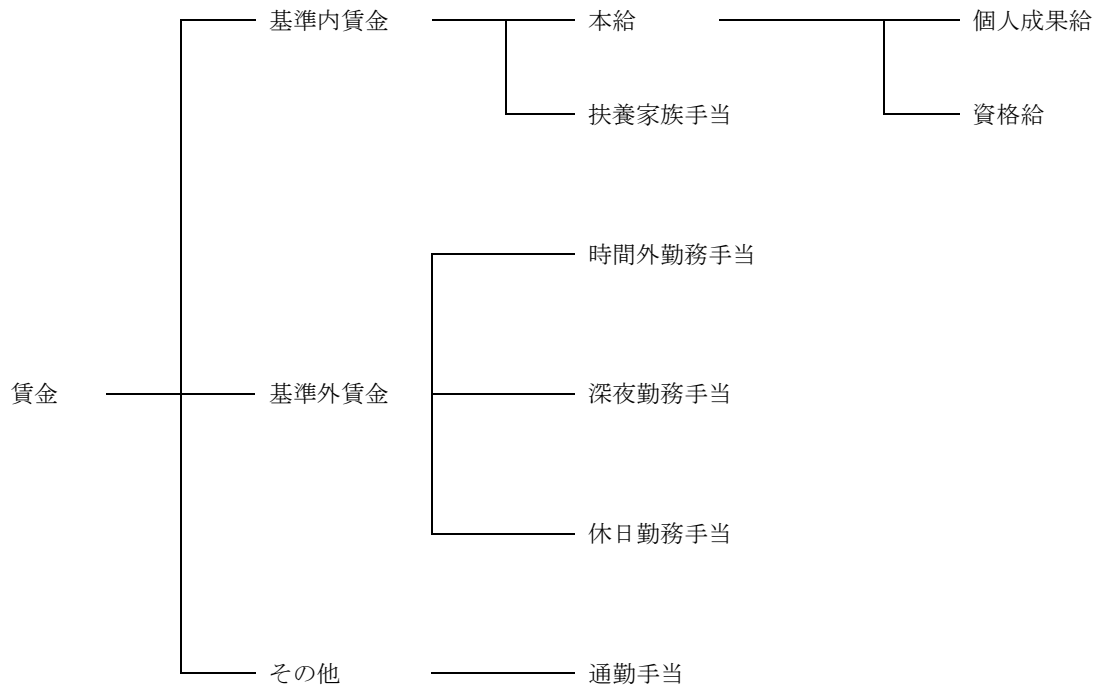 基準内賃金 本給 個人成果給
扶養家族手当 資格給
時間外勤務手当
賃金 基準外賃金 深夜勤務手当
休日勤務手当
その他 通勤手当